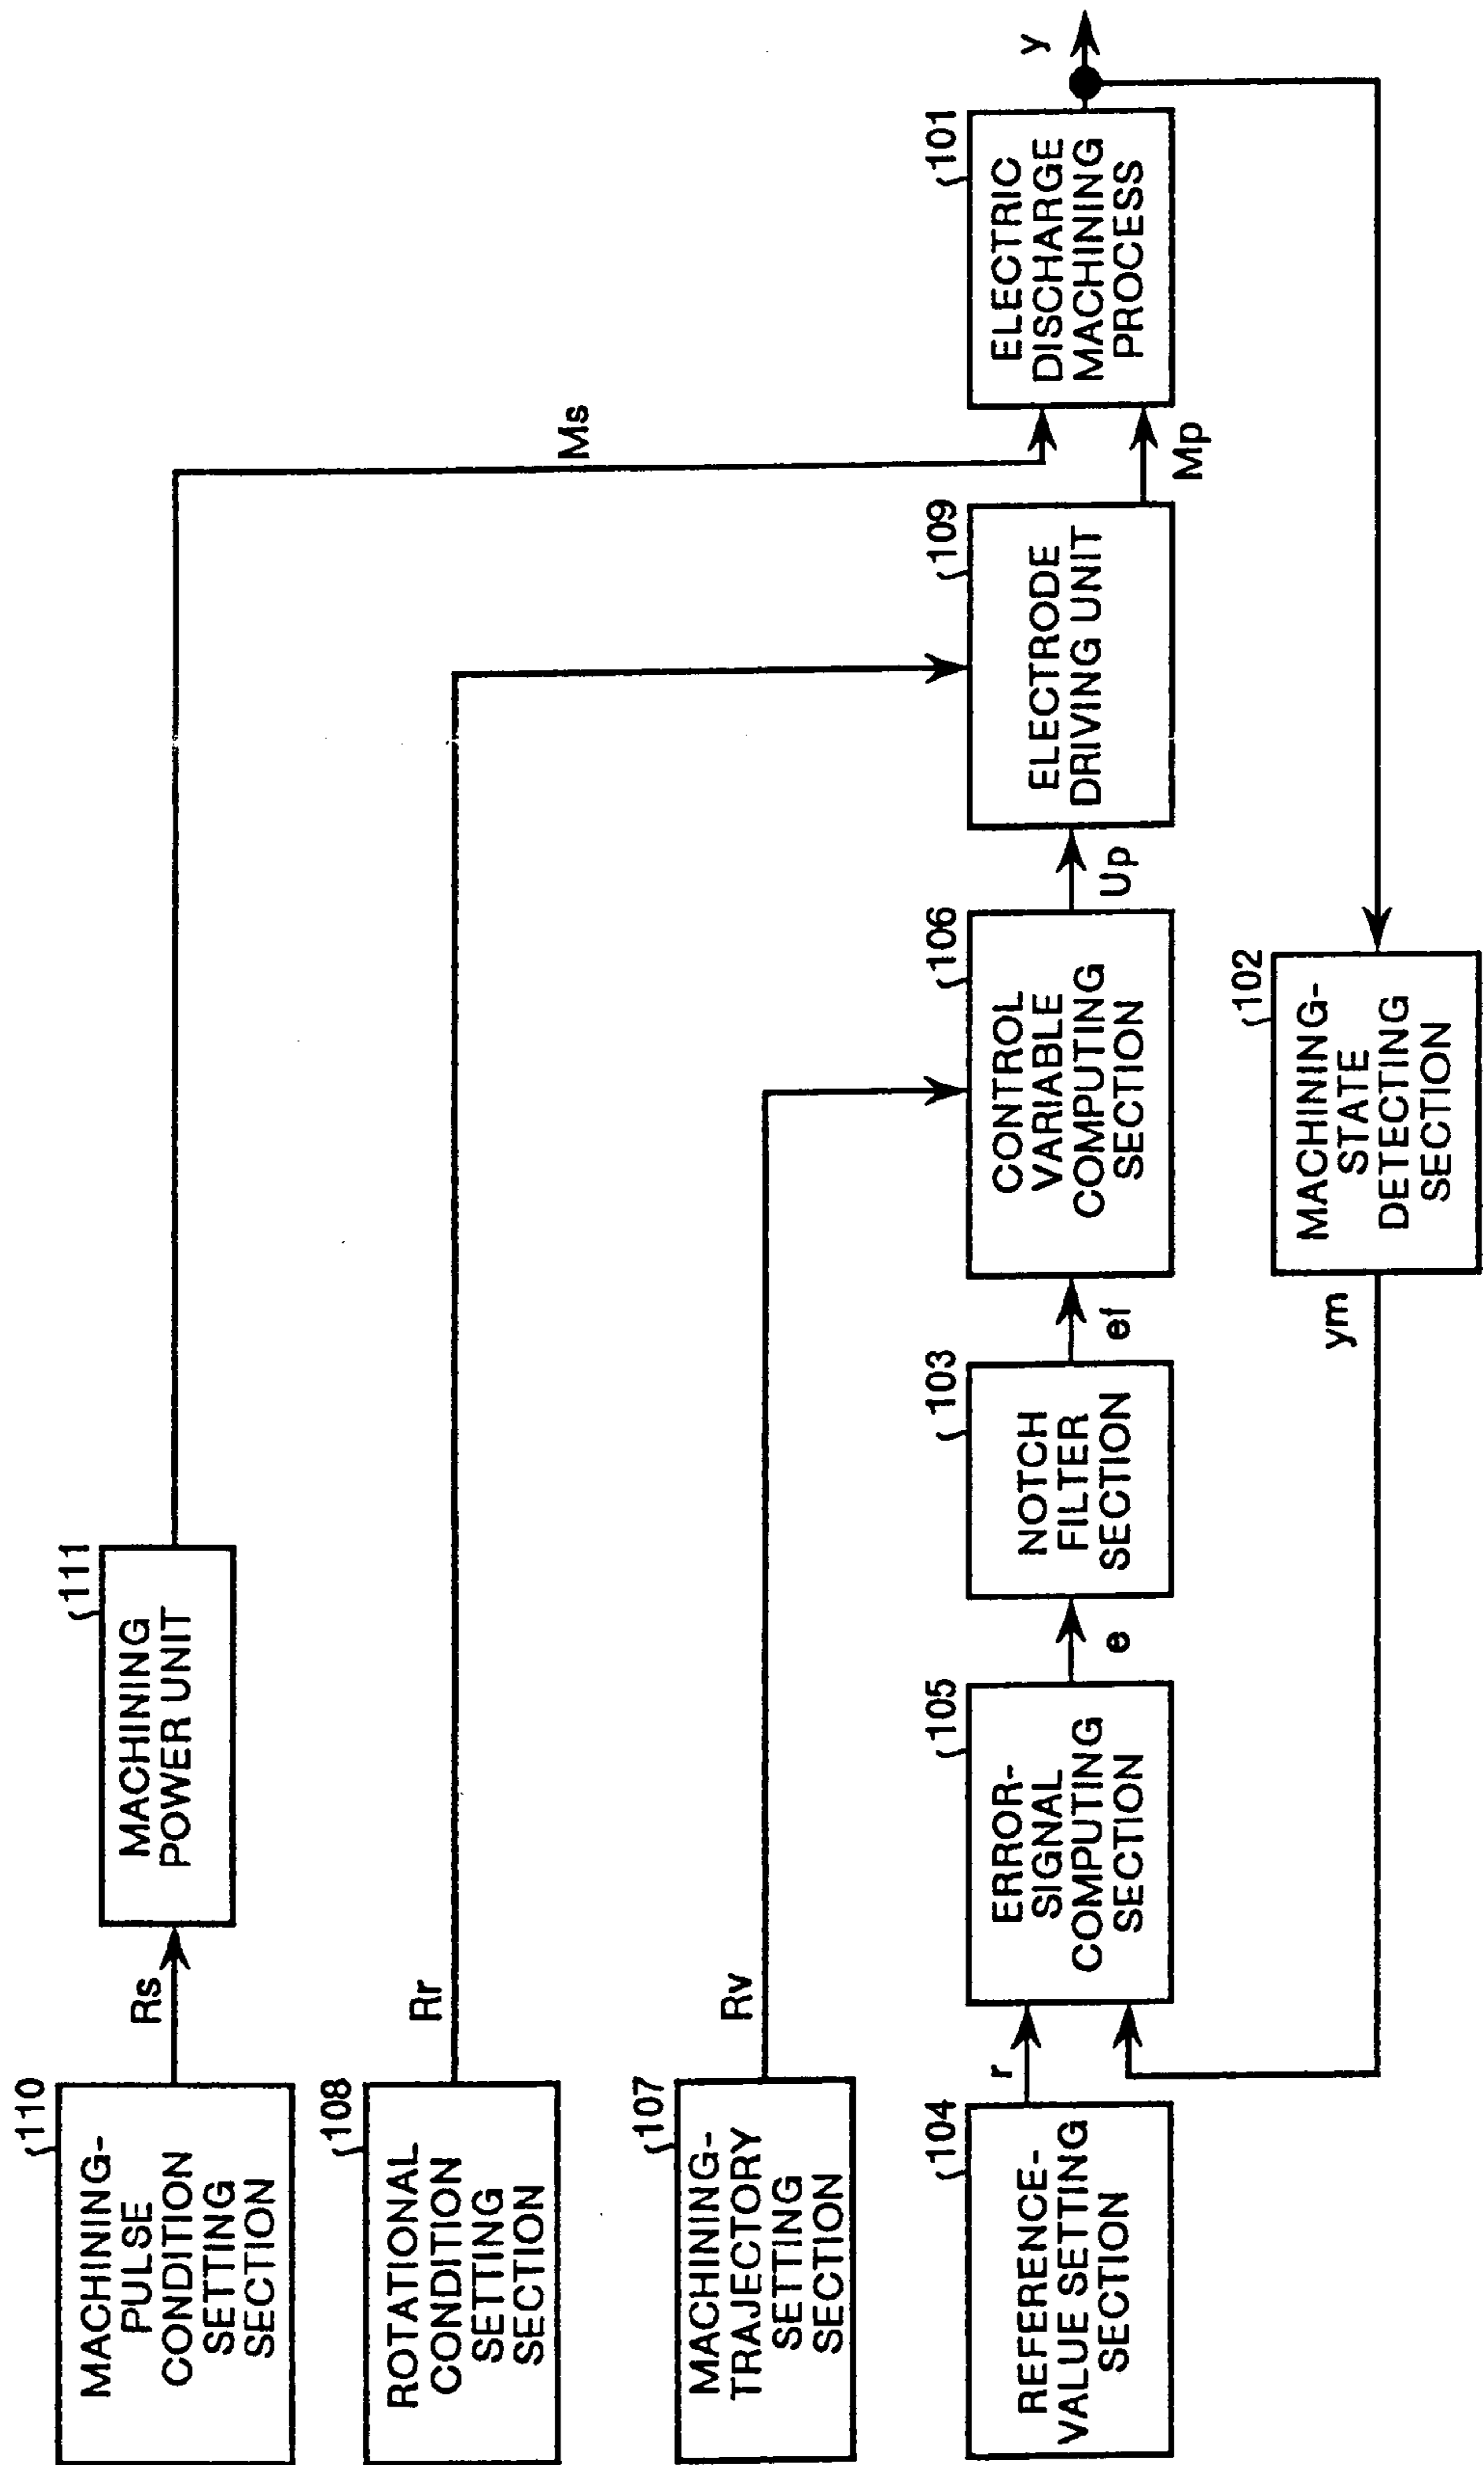 110
MACHINING-
PULSE
CONDITION
SETTING
SECTION
Rs
111
MACHINING
POWER UNIT
Ms
108
ROTATIONAL
CONDITION
SETTING
SECTION
Rr
107
MACHINING-
TRAJECTORY
SETTING
SECTION
Rv
104
REFERENCE-
VALUE SETTING
SECTION
r
105
ERROR-
SIGNAL
COMPUTING
SECTION
e
103
NOTCH
FILTER
SECTION
ef
106
CONTROL
VARIABLE
COMPUTING
SECTION
Up
109
ELECTRODE
DRIVING UNIT
Mp
101
ELECTRIC
DISCHARGE
MACHINING
PROCESS
y
102
MACHINING-
STATE
DETECTING
SECTION
ym